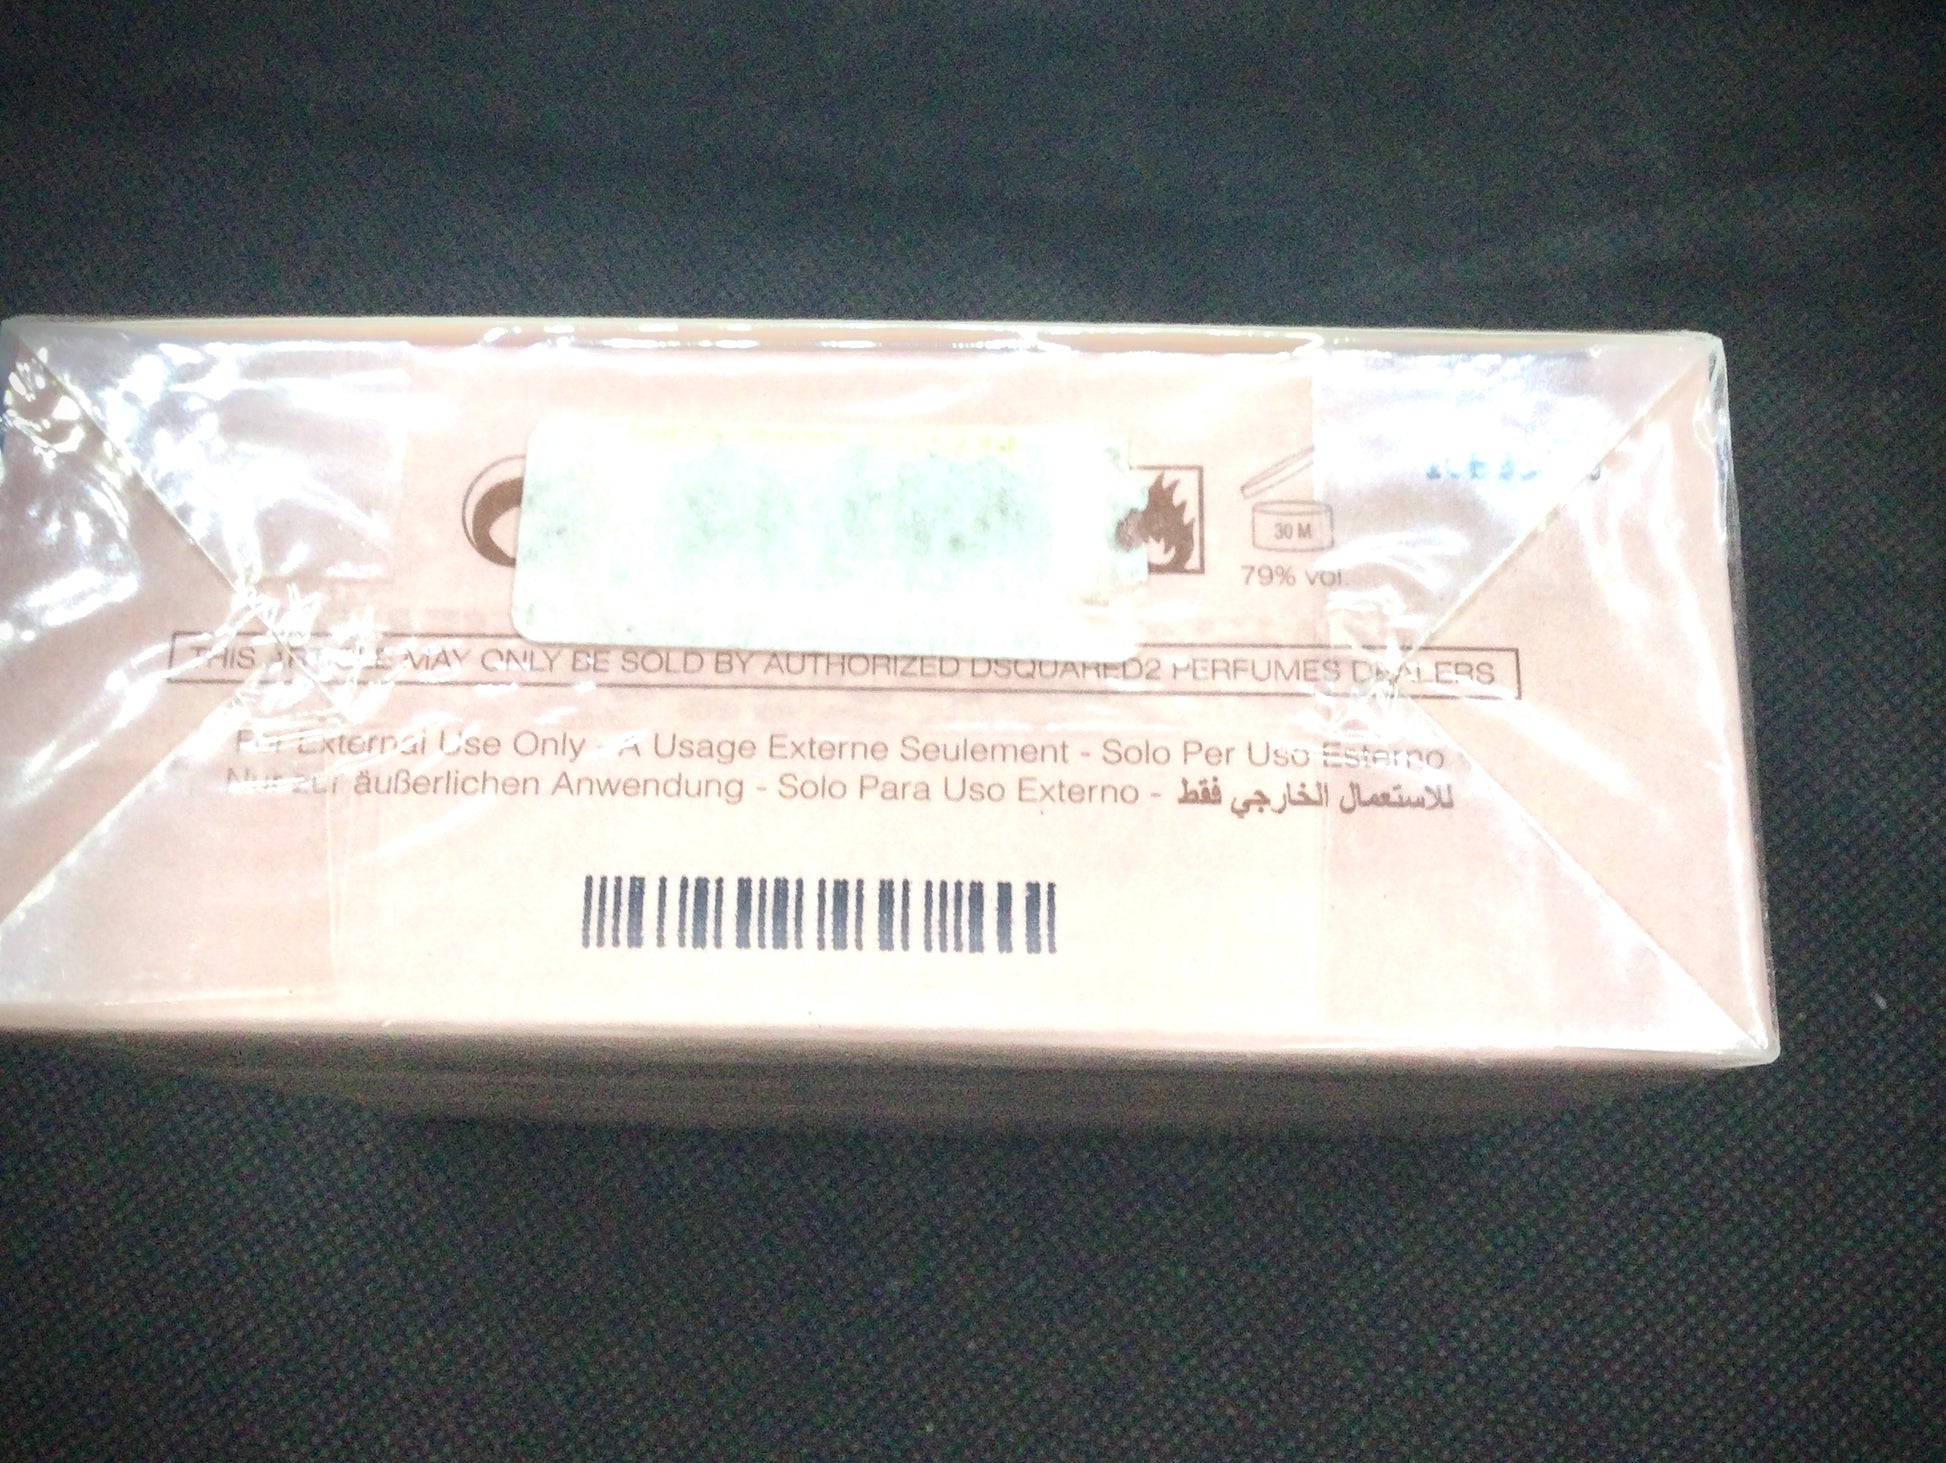 30 M
79% vol.
THIS ARTICLE MAY ONLY BE SOLD BY AUTHORIZED DSQUARED2 PERFUMES DEALERS
For External Use Only - A Usage Externe Seulement - Solo Per Uso Esterno
Nur zur äußerlichen Anwendung - Solo Para Uso Externo - للاستعمال الخارجي فقط